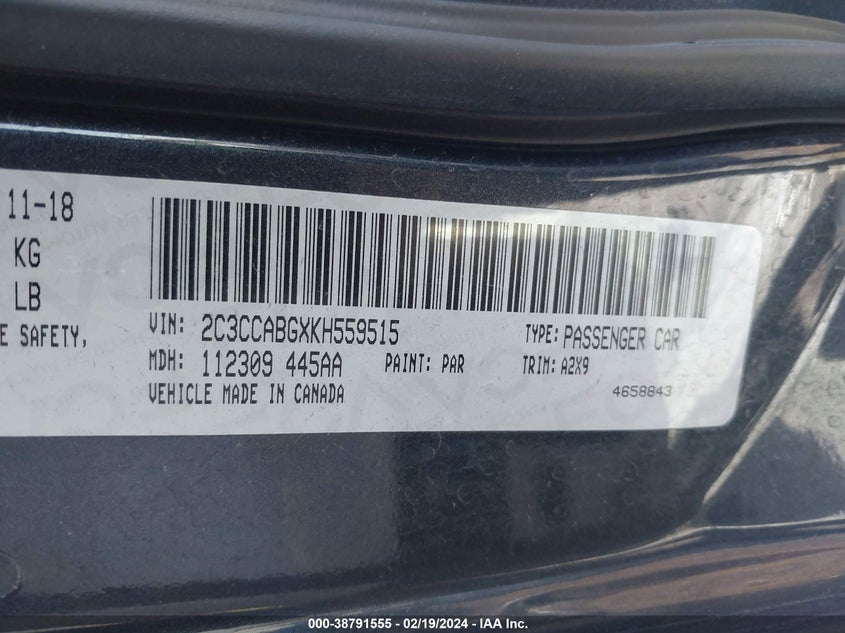 11-18
KG
LB
E SAFETY,
VIN: 2C3CCABGXKH559515 TYPE: PASSENGER CAR
MDH: 112309 445AA PAINT: PAR TRIM: A2X9
VEHICLE MADE IN CANADA 4658843
000-38791555 - 02/19/2024 - IAA Inc.